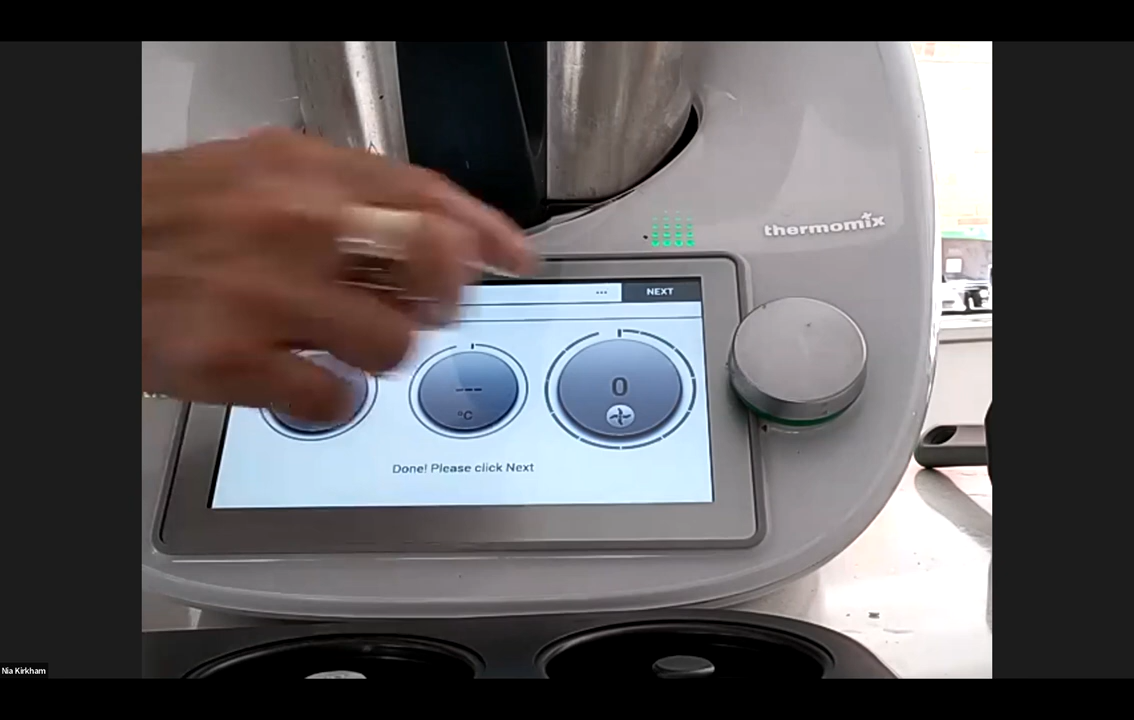 thermomix
... NEXT
---
°C
0
Done! Please click Next
Nia Kirkham